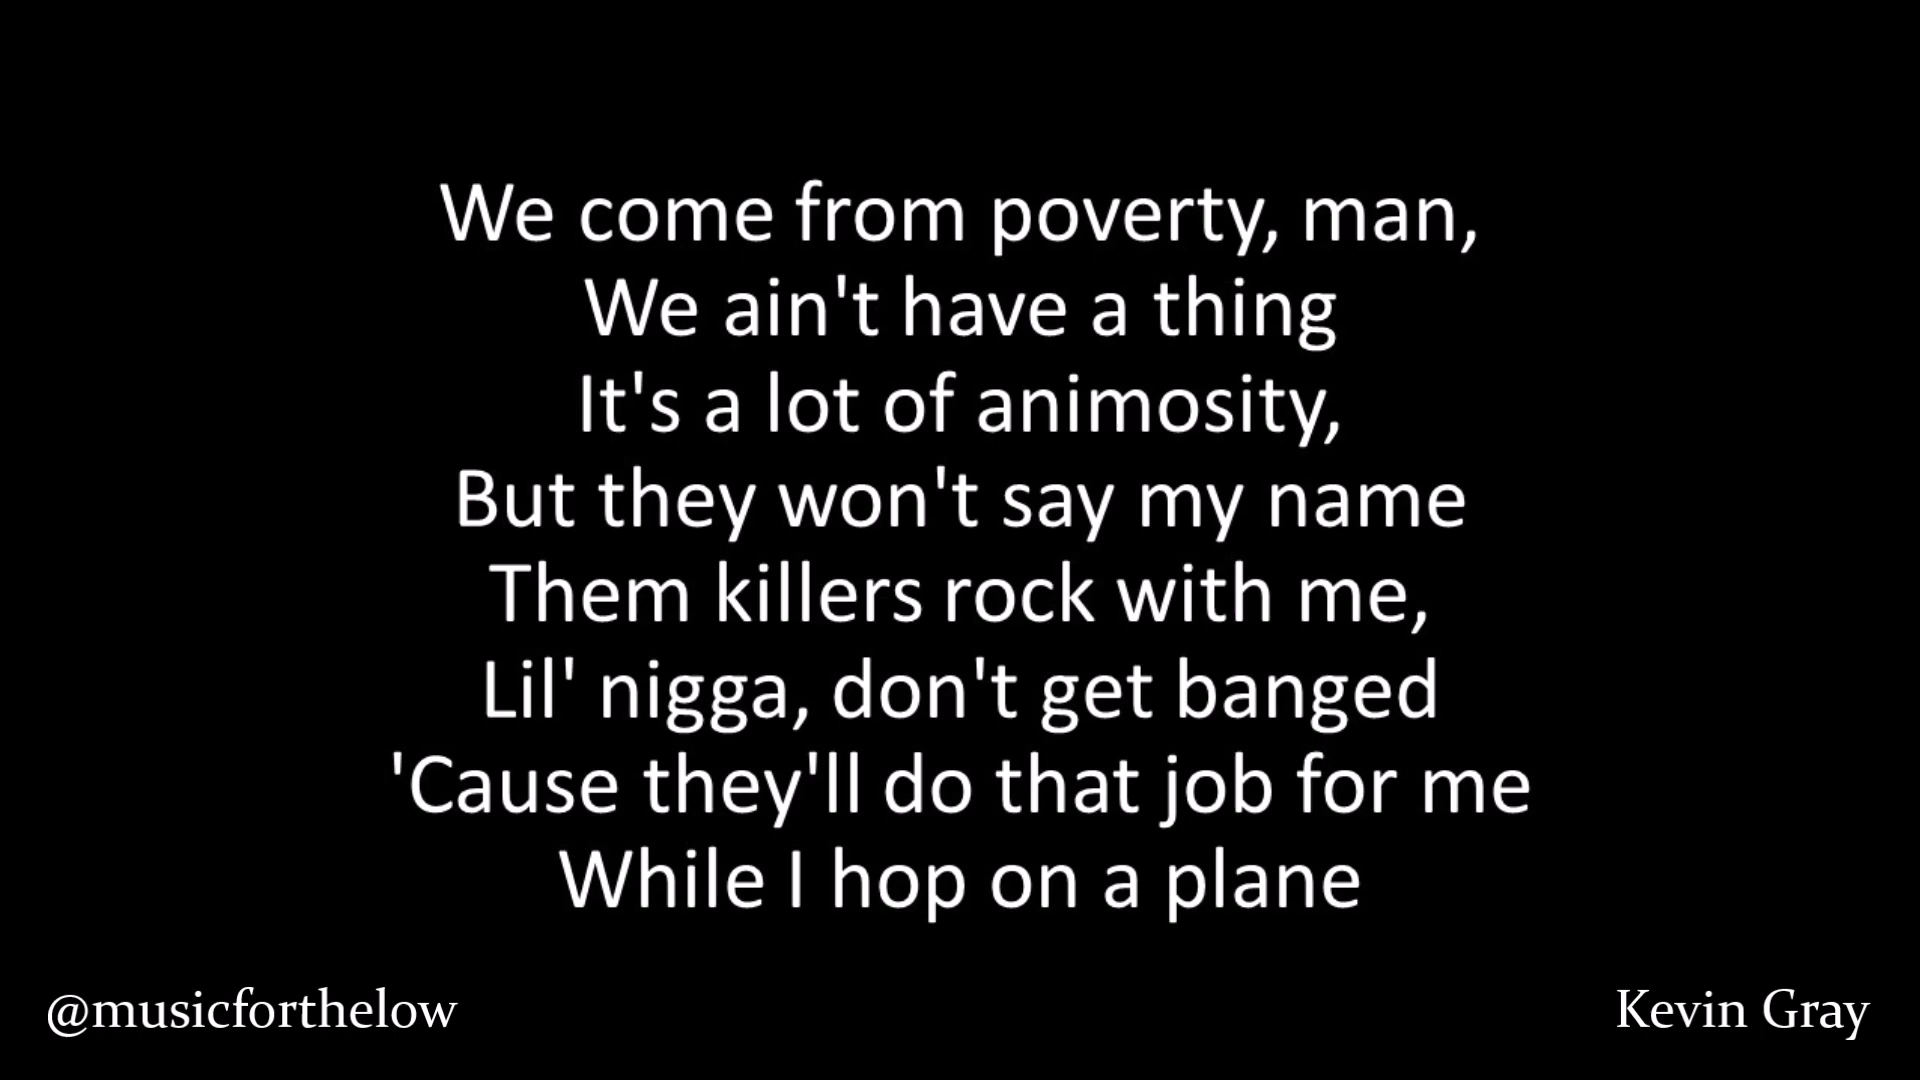 We come from poverty, man,
We ain't have a thing
It's a lot of animosity,
But they won't say my name
Them killers rock with me,
Lil' nigga, don't get banged
'Cause they'll do that job for me
While I hop on a plane
@musicforthelow
Kevin Gray